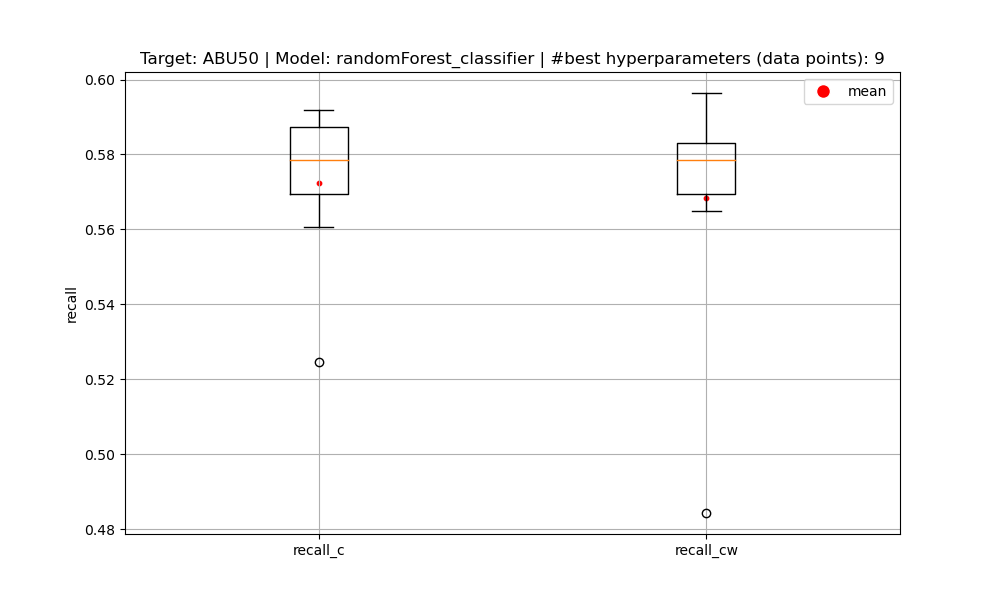 Target: ABU50 | Model: randomForest_classifier | #best hyperparameters (data points): 9
mean
0.60
0.58
0.56
0.54
0.52
0.50
0.48
recall
recall_c
recall_cw